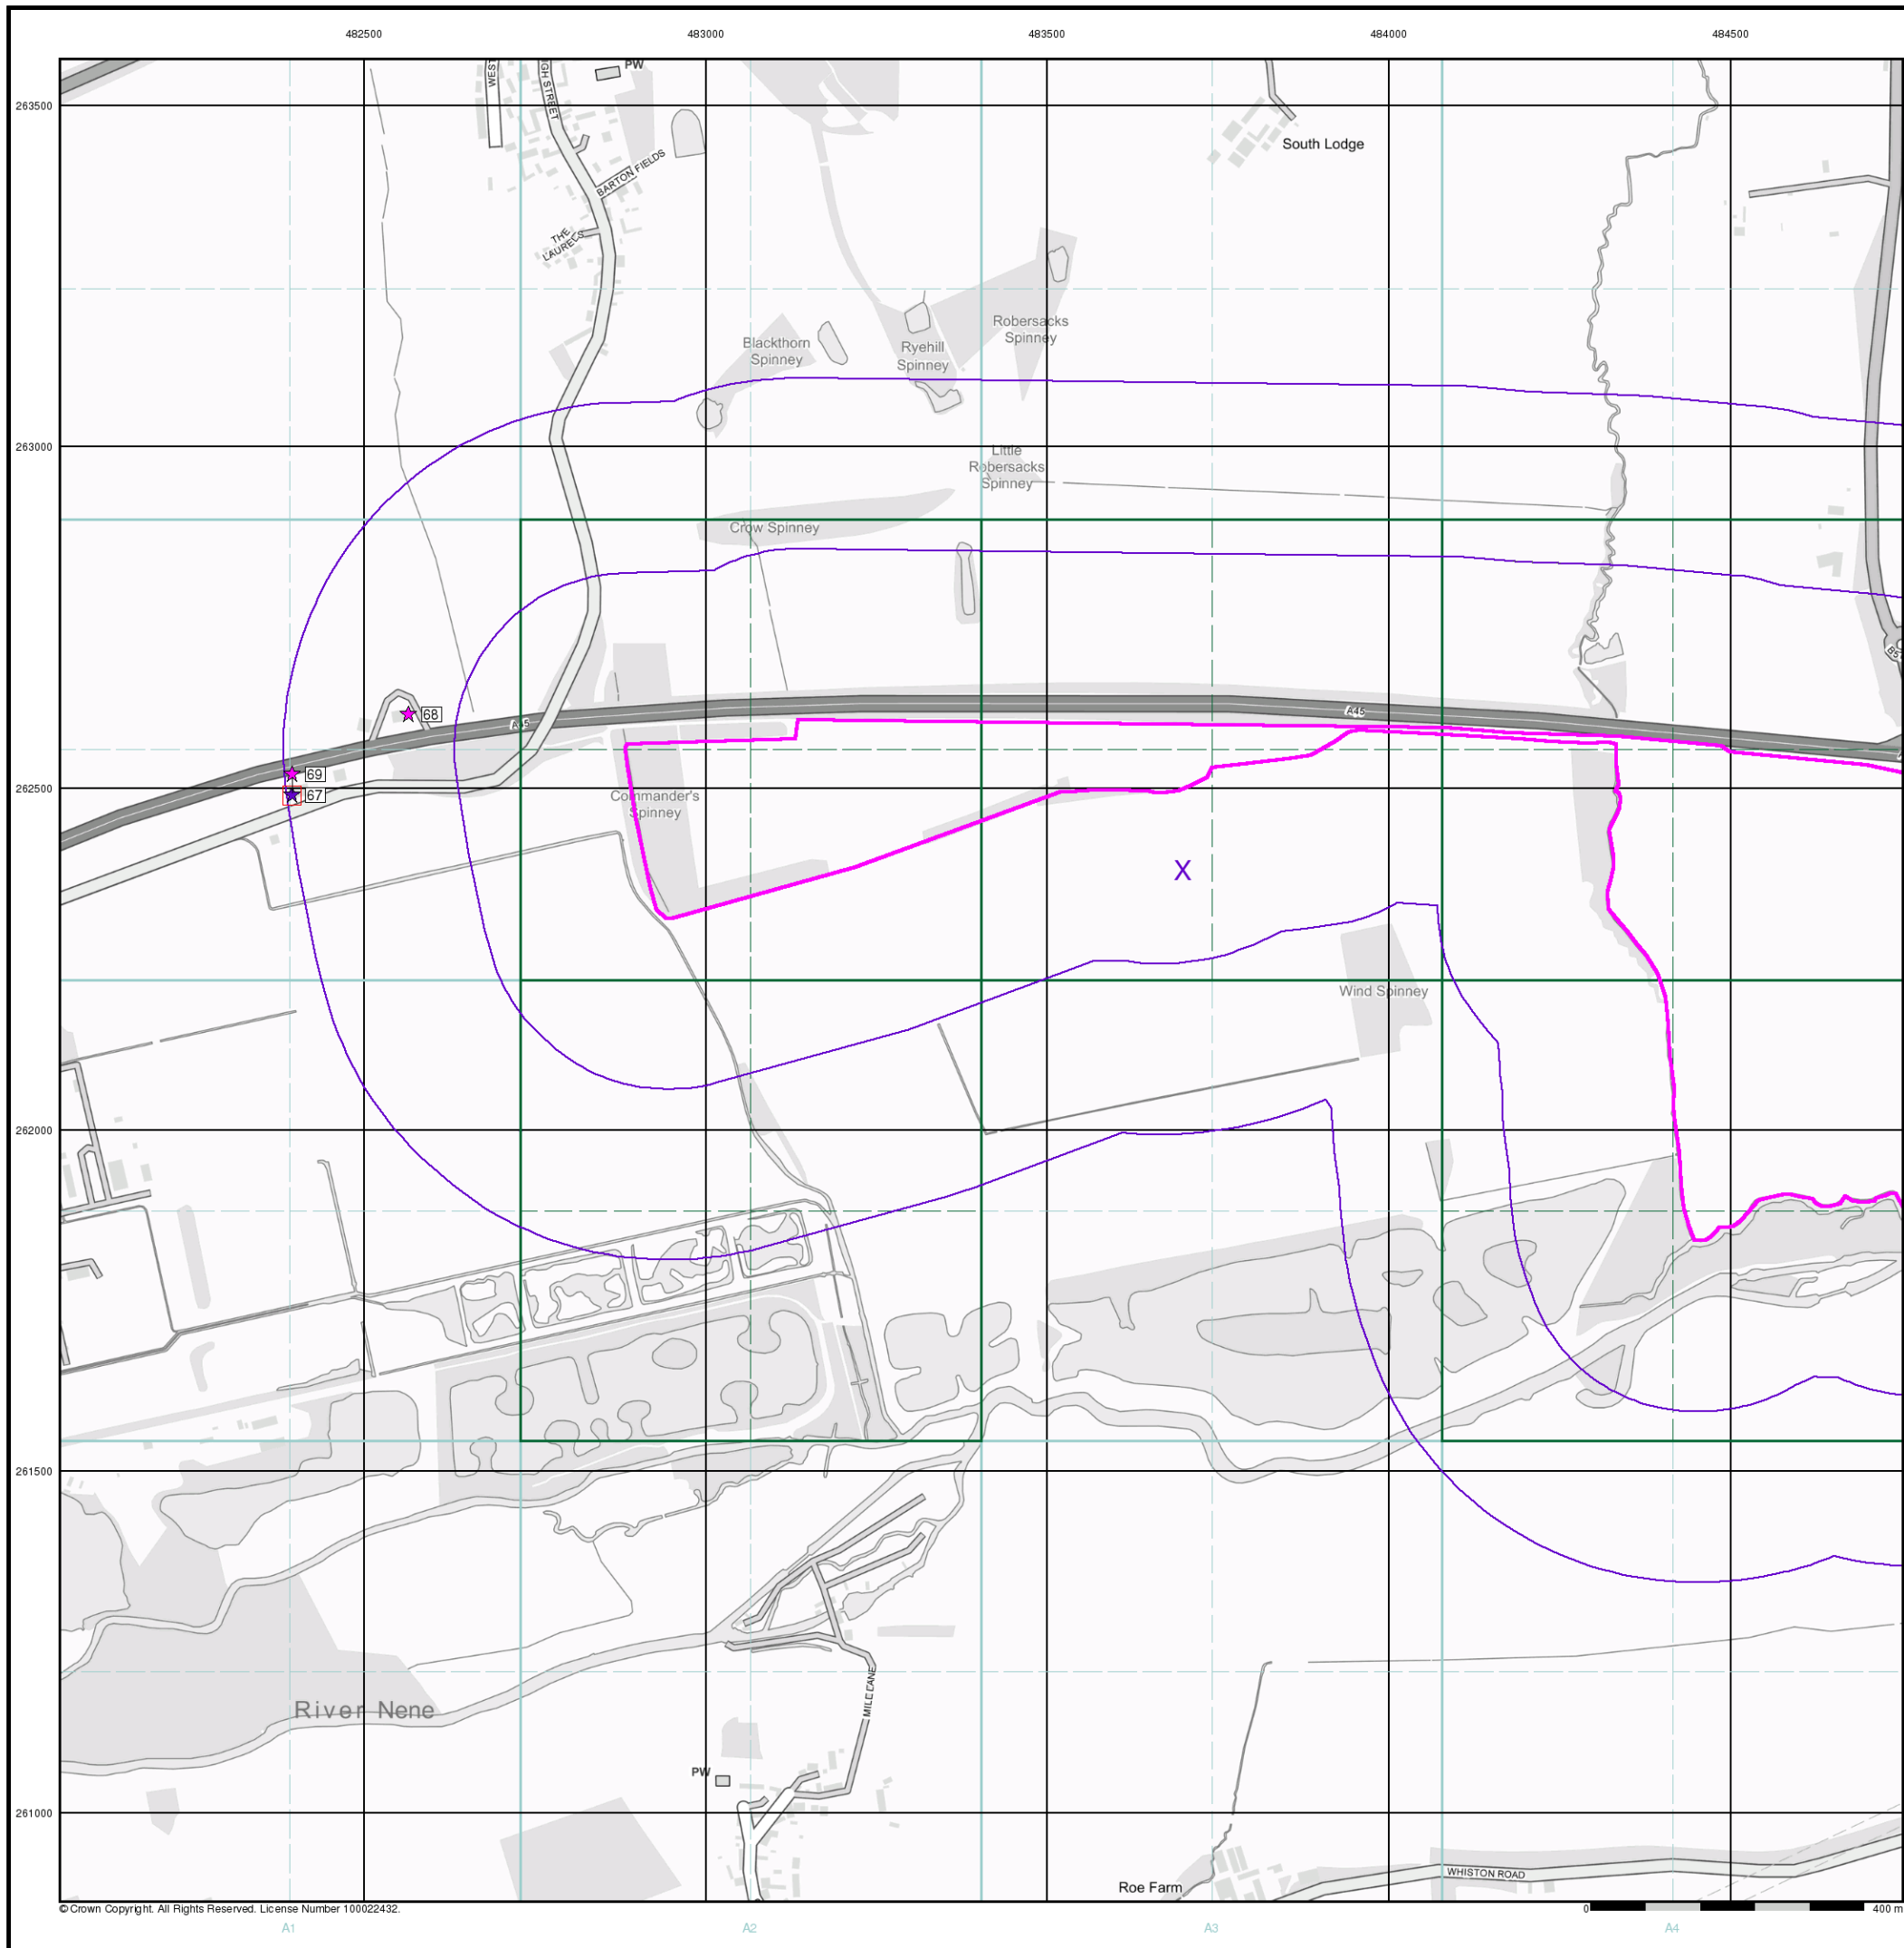 482500 483000 483500 484000 484500
263500
WEST
IGH STREET
PW
BARTON FIELDS
THE
LAURELS
South Lodge
Blackthorn
Spinney
Ryehill
Spinney
Robersacks
Spinney
263000
Little
Robersacks
Spinney
Crow Spinney
68
A45
A45
69
67
262500
Commander's
Spinney
X
Wind Spinney
262000
261500
River Nene
MILL LANE
PW
261000
Roe Farm
WHISTON ROAD
© Crown Copyright. All Rights Reserved. License Number 100022432.
0 400 m
A1 A2 A3 A4